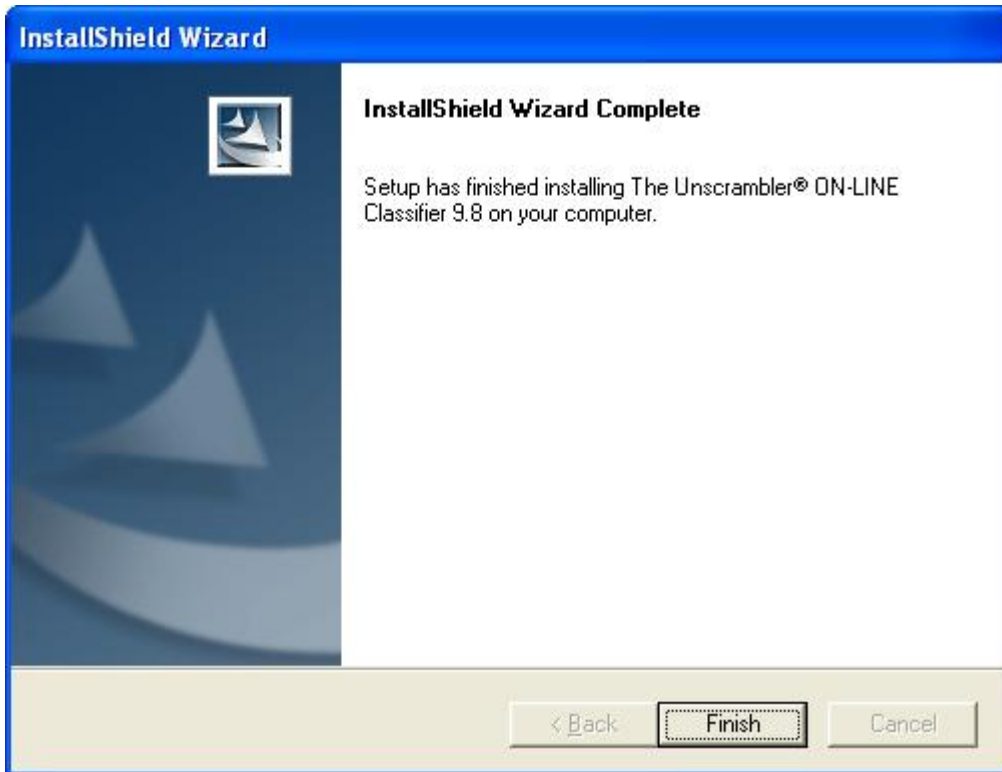 InstallShield Wizard
InstallShield Wizard Complete
Setup has finished installing The Unscrambler® ON-LINE
Classifier 9.8 on your computer.
< Back
Finish
Cancel